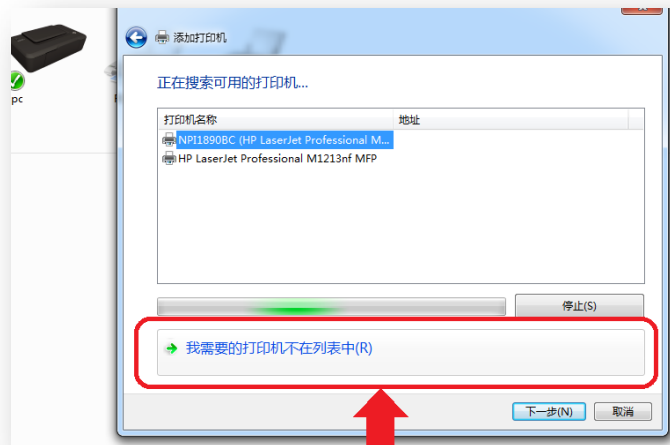 添加打印机
pc
正在搜索可用的打印机...
打印机名称 地址
NPI1890BC (HP LaserJet Professional M...
HP LaserJet Professional M1213nf MFP
停止(S)
我需要的打印机不在列表中(R)
下一步(N) 取消